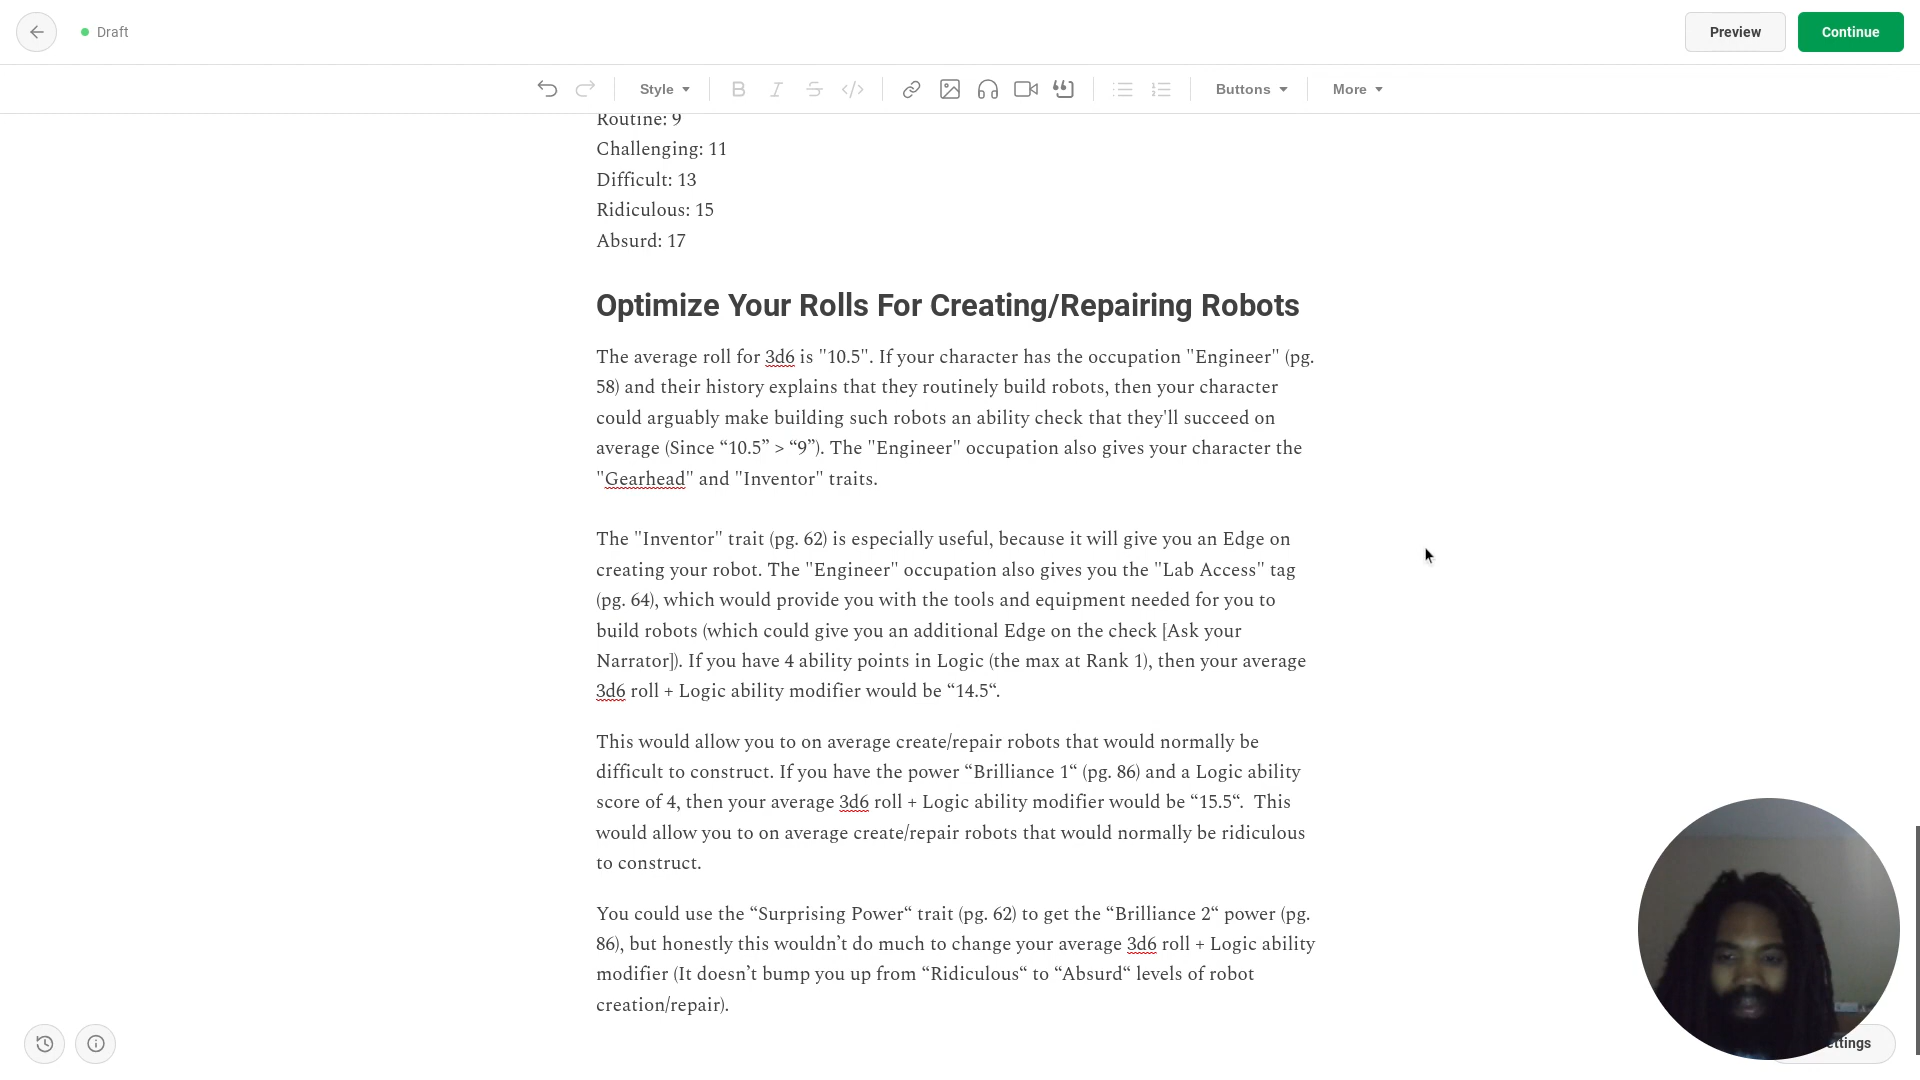 Draft
Preview
Continue
Style
Buttons
More
Routine: 9
Challenging: 11
Difficult: 13
Ridiculous: 15
Absurd: 17
Optimize Your Rolls For Creating/Repairing Robots
The average roll for 3d6 is "10.5". If your character has the occupation "Engineer" (pg.
58) and their history explains that they routinely build robots, then your character
could arguably make building such robots an ability check that they'll succeed on
average (Since “10.5” > “9”). The "Engineer" occupation also gives your character the
"Gearhead" and "Inventor" traits.
The "Inventor" trait (pg. 62) is especially useful, because it will give you an Edge on
creating your robot. The "Engineer" occupation also gives you the "Lab Access" tag
(pg. 64), which would provide you with the tools and equipment needed for you to
build robots (which could give you an additional Edge on the check [Ask your
Narrator]). If you have 4 ability points in Logic (the max at Rank 1), then your average
3d6 roll + Logic ability modifier would be “14.5“.
This would allow you to on average create/repair robots that would normally be
difficult to construct. If you have the power “Brilliance 1“ (pg. 86) and a Logic ability
score of 4, then your average 3d6 roll + Logic ability modifier would be “15.5“.  This
would allow you to on average create/repair robots that would normally be ridiculous
to construct.
You could use the “Surprising Power“ trait (pg. 62) to get the “Brilliance 2“ power (pg.
86), but honestly this wouldn’t do much to change your average 3d6 roll + Logic ability
modifier (It doesn’t bump you up from “Ridiculous“ to “Absurd“ levels of robot
creation/repair).